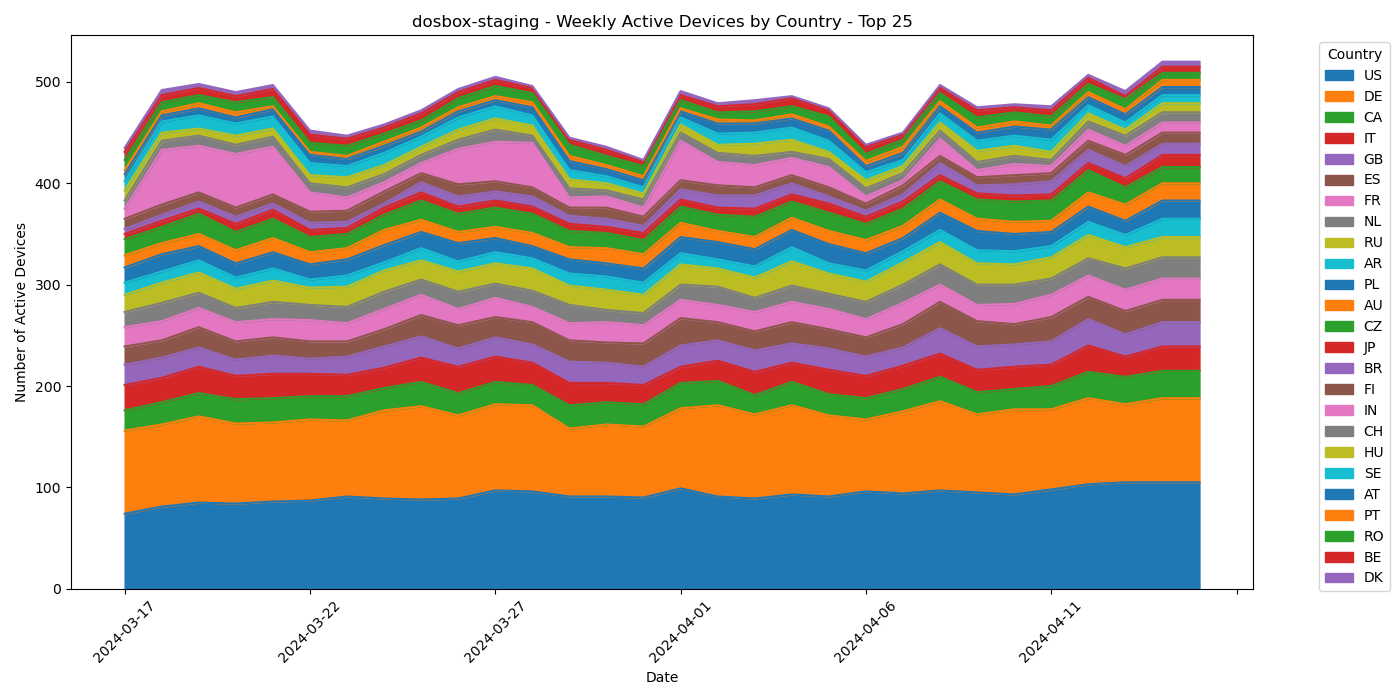 dosbox-staging - Weekly Active Devices by Country - Top 25
Number of Active Devices
500
400
300
200
100
0
2024-03-17
2024-03-22
2024-03-27
2024-04-01
2024-04-06
2024-04-11
Date
Country
US
DE
CA
IT
GB
ES
FR
NL
RU
AR
PL
AU
CZ
JP
BR
FI
IN
CH
HU
SE
AT
PT
RO
BE
DK